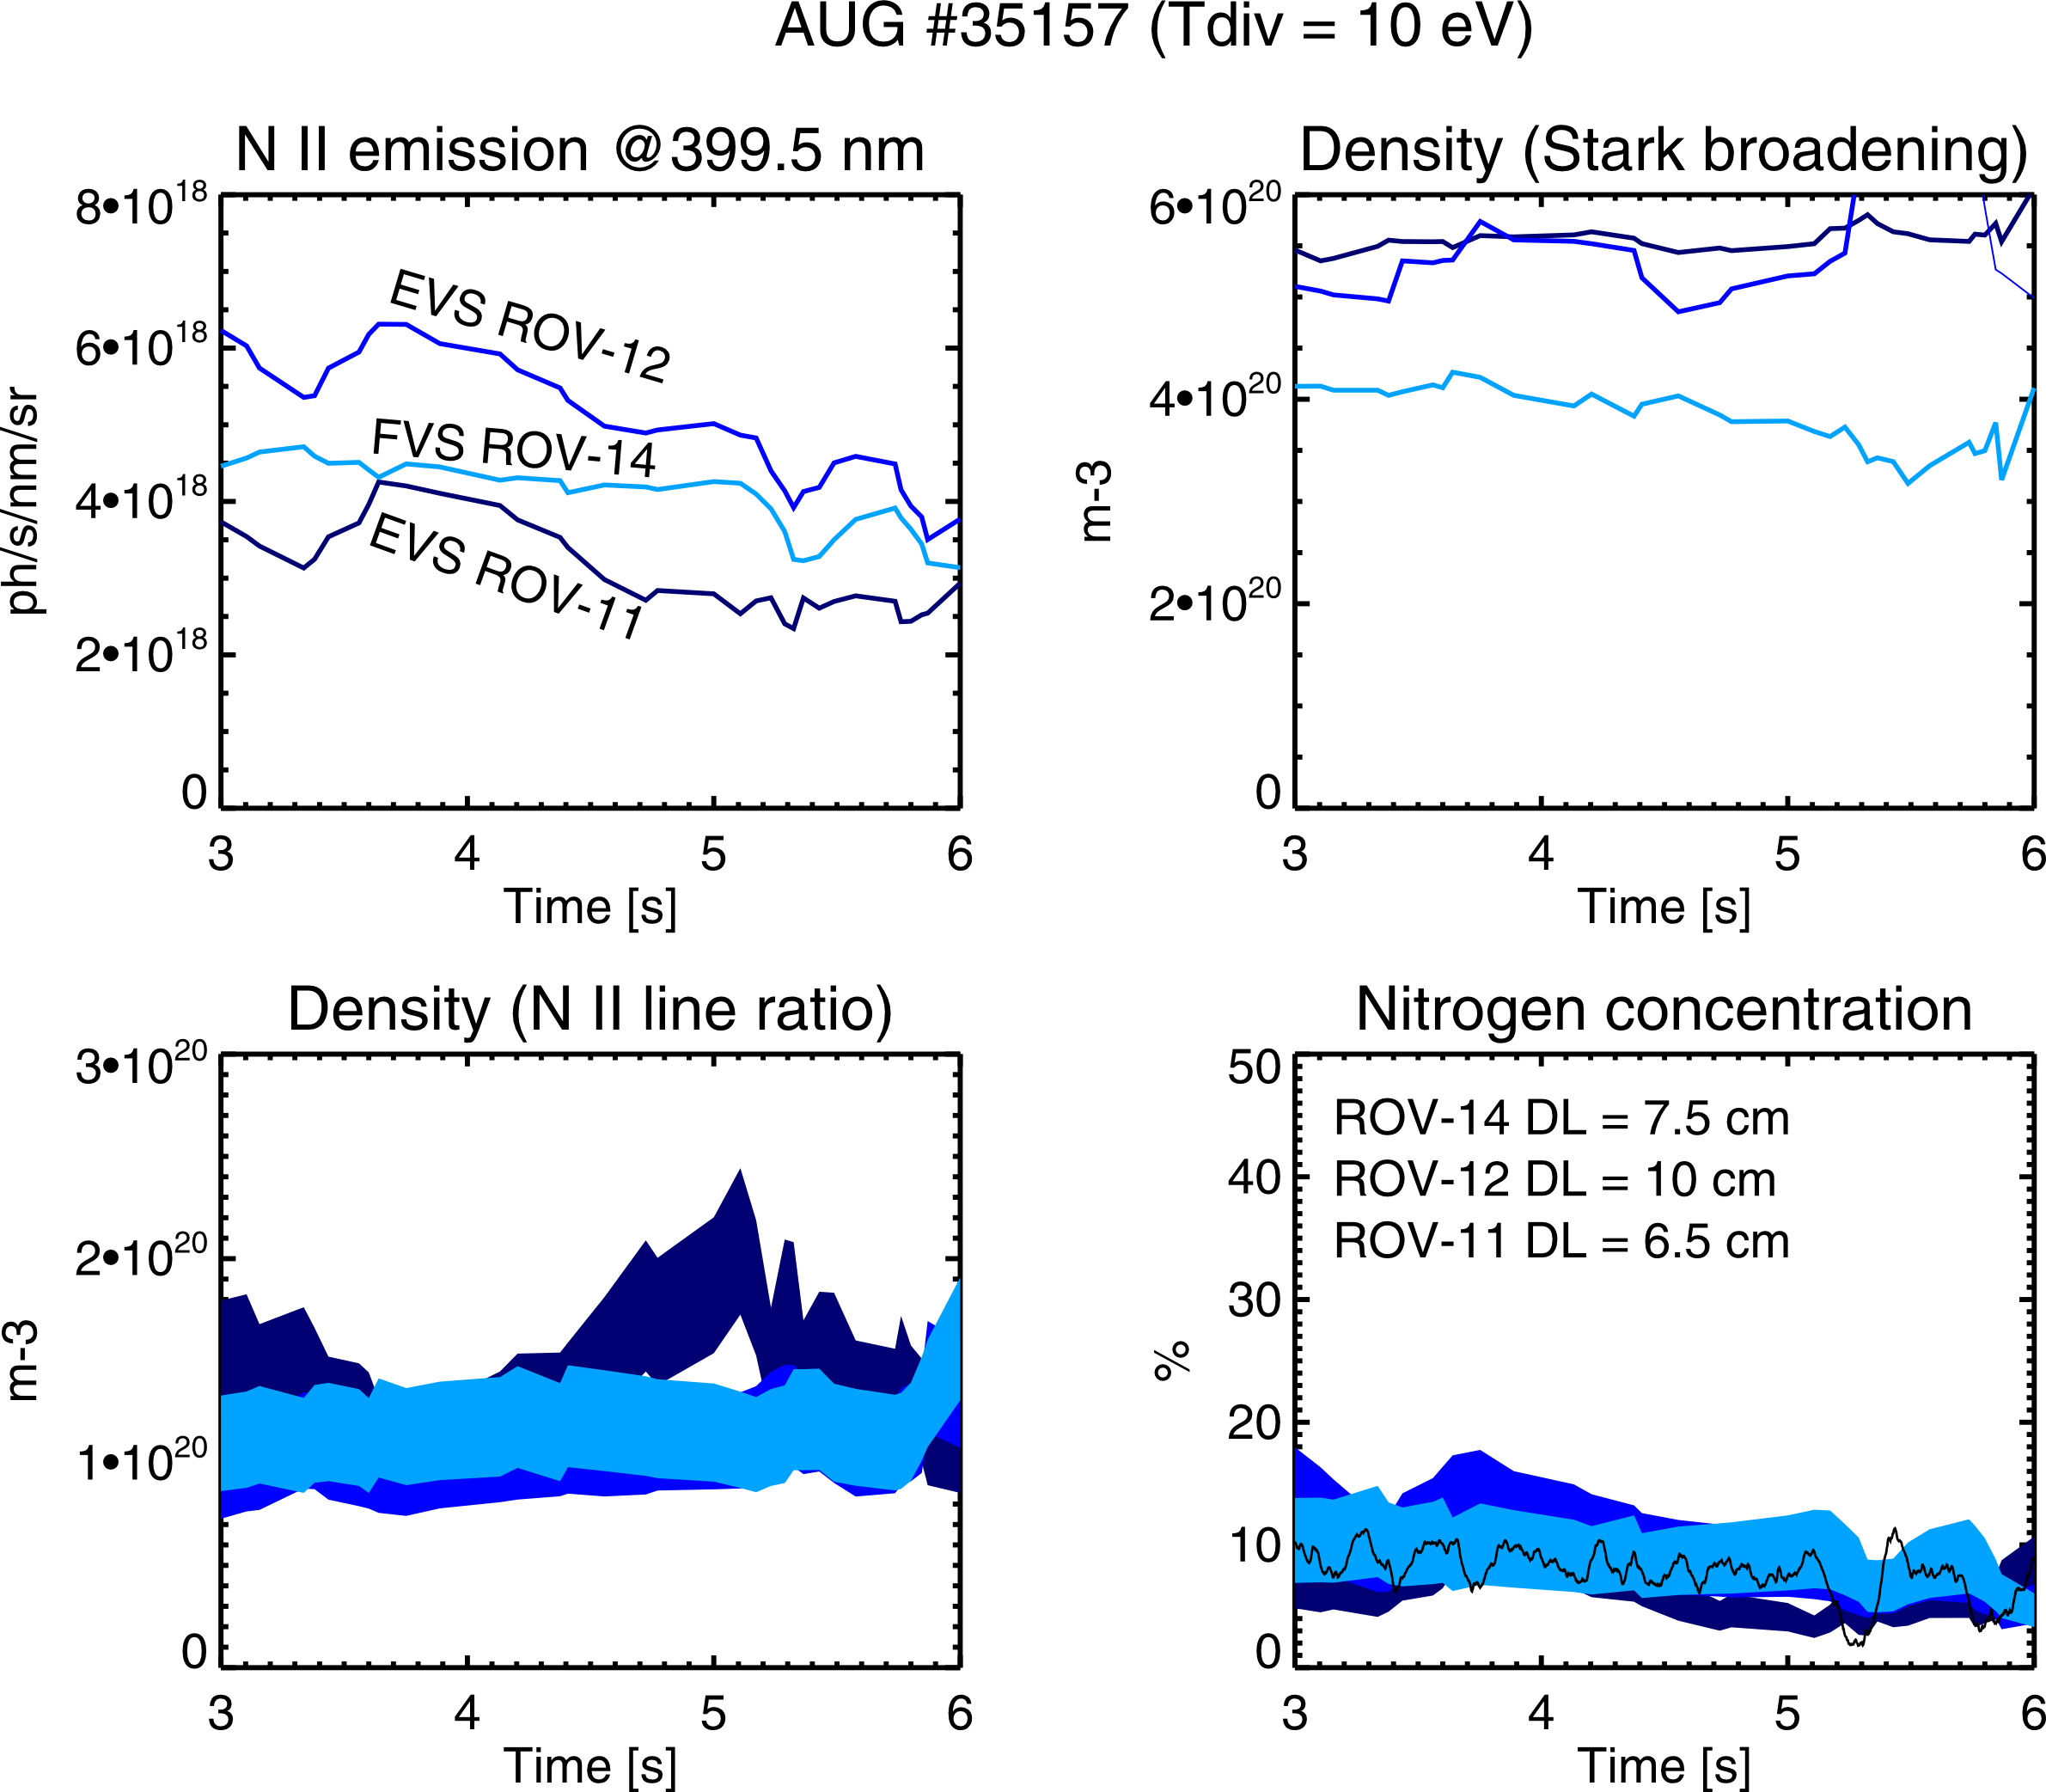 AUG #35157 (Tdiv = 10 eV)
N II emission @399.5 nm
8•10^18
6•10^18
4•10^18
2•10^18
0
ph/s/nm/sr
EVS ROV-12
FVS ROV-14
EVS ROV-11
3 4 5 6
Time [s]
Density (Stark broadening)
6•10^20
4•10^20
2•10^20
0
m-3
3 4 5 6
Time [s]
Density (N II line ratio)
3•10^20
2•10^20
1•10^20
0
m-3
3 4 5 6
Time [s]
Nitrogen concentration
50
40
30
20
10
0
%
ROV-14 DL = 7.5 cm
ROV-12 DL = 10 cm
ROV-11 DL = 6.5 cm
3 4 5 6
Time [s]